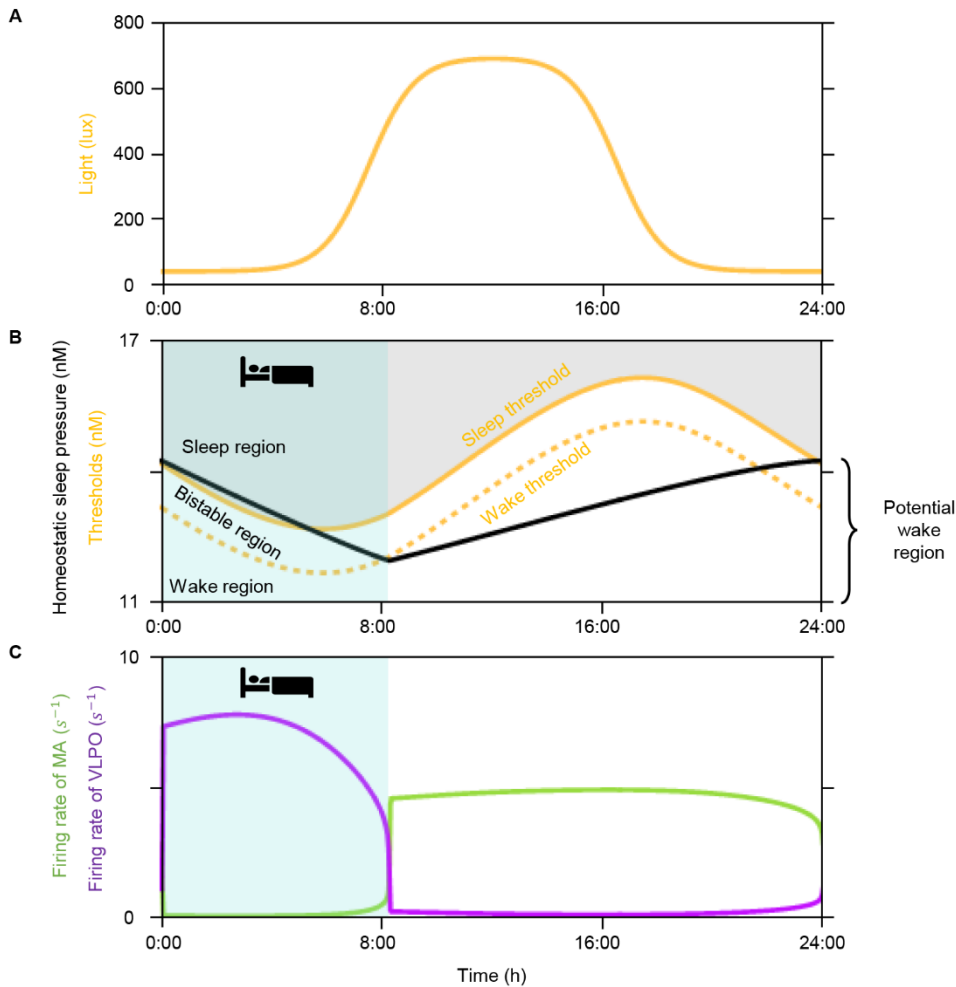 A
800
600
400
200
0
Light (lux)
0:00
8:00
16:00
24:00
B
17
11
Homeostatic sleep pressure (nM)
Thresholds (nM)
Sleep region
Bistable region
Wake region
Sleep threshold
Wake threshold
Potential
wake
region
0:00
8:00
16:00
24:00
C
10
0
Firing rate of MA (s⁻¹)
Firing rate of VLPO (s⁻¹)
0:00
8:00
16:00
24:00
Time (h)